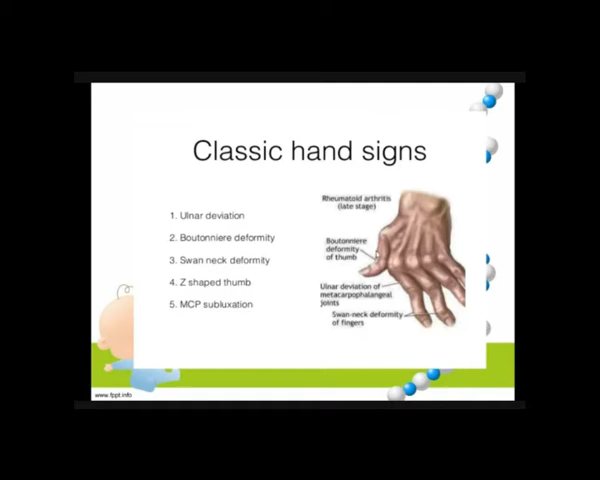 Classic hand signs
1. Ulnar deviation
2. Boutonniere deformity
3. Swan neck deformity
4. Z shaped thumb
5. MCP subluxation
Rheumatoid arthritis
(late stage)
Boutonniere
deformity
of thumb
Ulnar deviation of
metacarpophalangeal
joints
Swan-neck deformity
of fingers
www.fppt.info